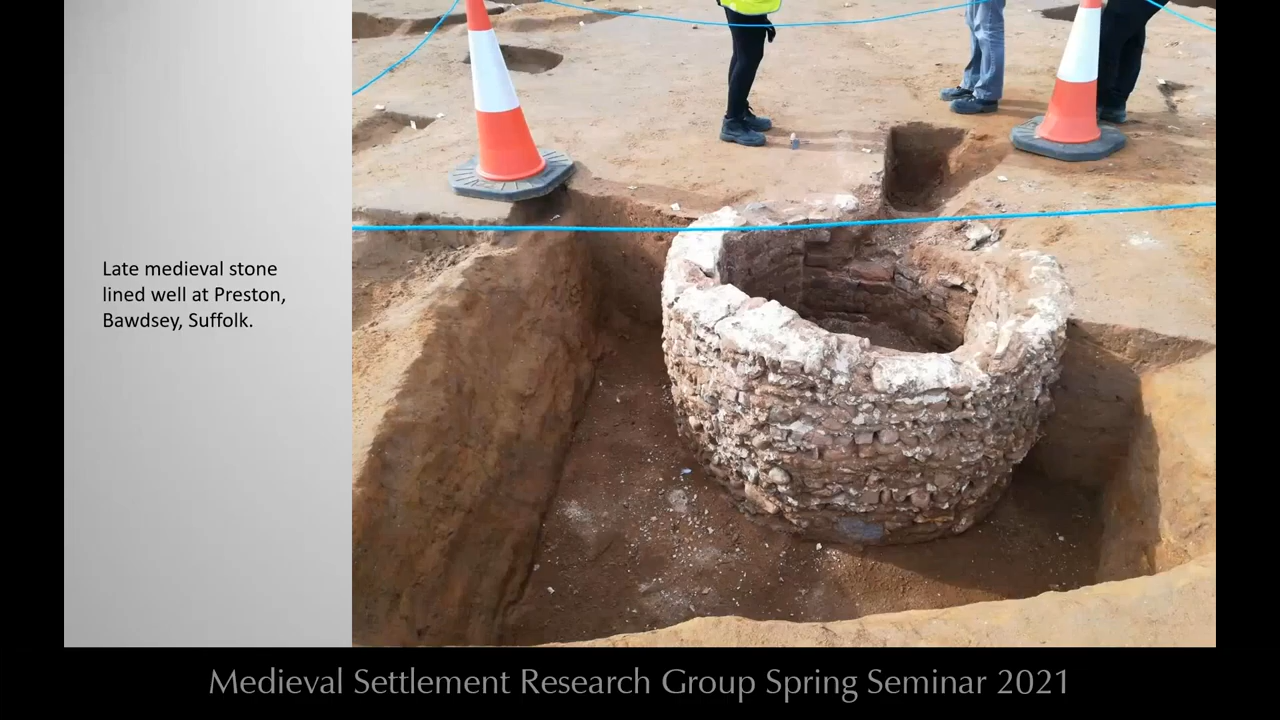 Late medieval stone
lined well at Preston,
Bawdsey, Suffolk.
Medieval Settlement Research Group Spring Seminar 2021